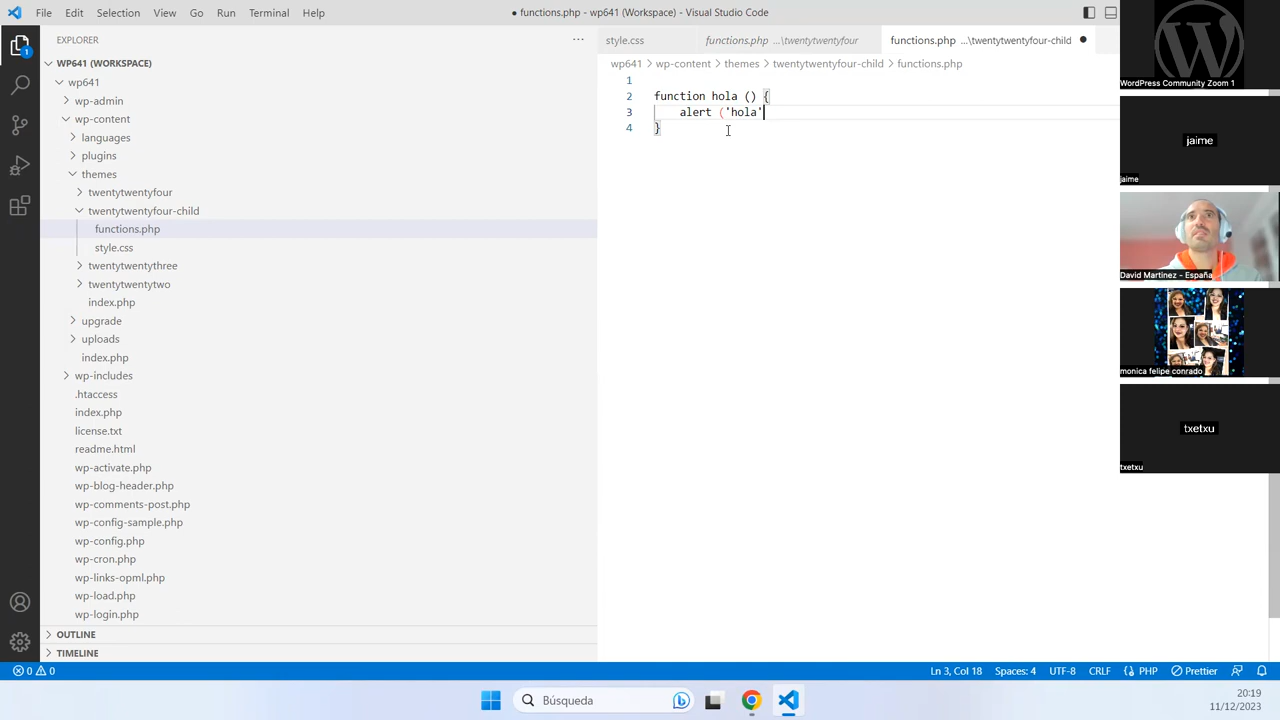 File Edit Selection View Go Run Terminal Help
● functions.php - wp641 (Workspace) - Visual Studio Code
EXPLORER
WP641 (WORKSPACE)
wp641
wp-admin
wp-content
languages
plugins
themes
twentytwentyfour
twentytwentyfour-child
functions.php
style.css
twentytwentythree
twentytwentytwo
index.php
upgrade
uploads
index.php
wp-includes
.htaccess
index.php
license.txt
readme.html
wp-activate.php
wp-blog-header.php
wp-comments-post.php
wp-config-sample.php
wp-config.php
wp-cron.php
wp-links-opml.php
wp-load.php
wp-login.php
OUTLINE
TIMELINE
style.css
functions.php ...\twentytwentyfour
functions.php ...\twentytwentyfour-child ●
wp641 > wp-content > themes > twentytwentyfour-child > functions.php
1
2 function hola () {
3 alert ('hola'
4 }
WordPress Community Zoom 1
jaime
jaime
David Martínez - España
monica felipe conrado
txetxu
txetxu
1
0 0
Ln 3, Col 18 Spaces: 4 UTF-8 CRLF PHP Prettier
Búsqueda
20:19
11/12/2023